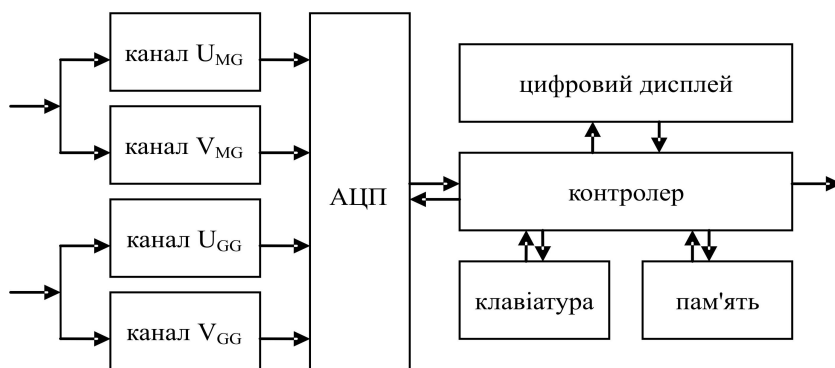 канал U_MG
канал V_MG
канал U_GG
канал V_GG
АЦП
цифровий дисплей
контролер
клавіатура
пам'ять